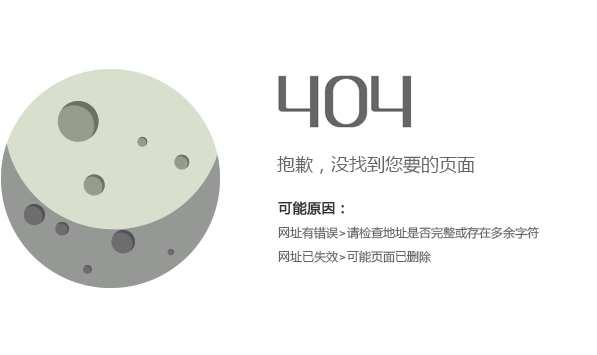 404
抱歉，没找到您要的页面
可能原因：
网址有错误>请检查地址是否完整或存在多余字符
网址已失效>可能页面已删除